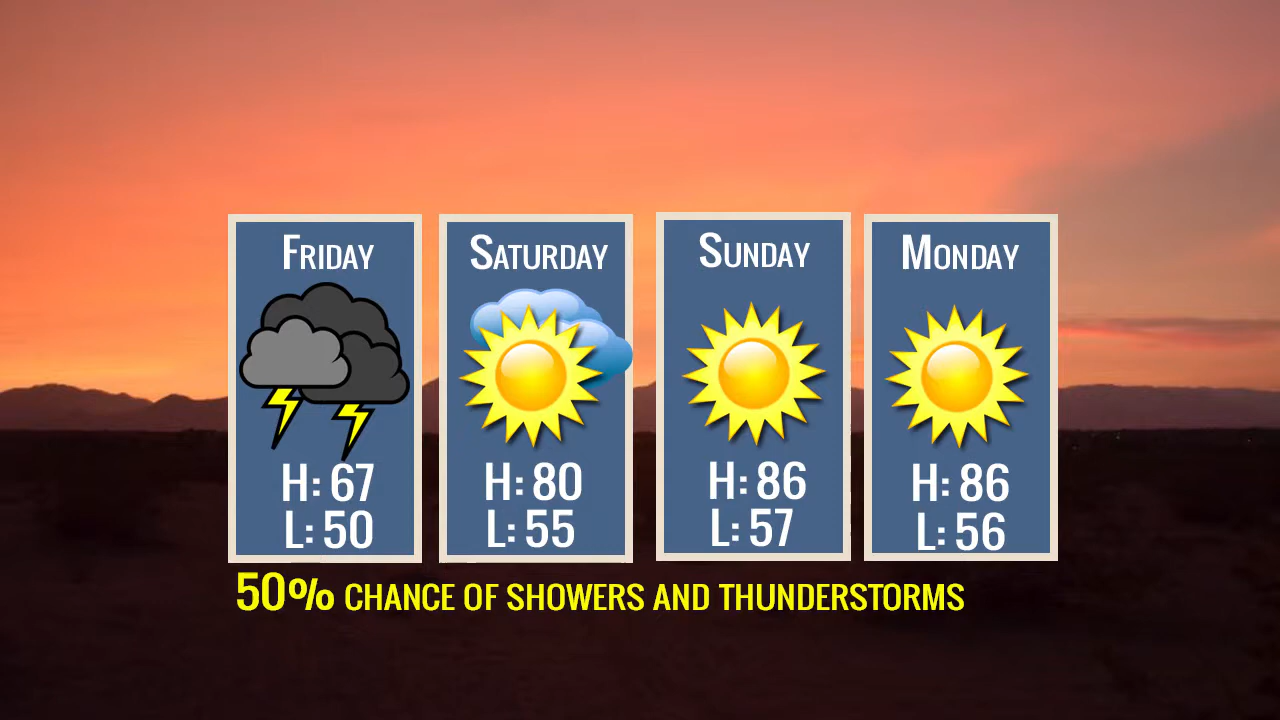 Friday
H: 67
L: 50
Saturday
H: 80
L: 55
Sunday
H: 86
L: 57
Monday
H: 86
L: 56
50% CHANCE OF SHOWERS AND THUNDERSTORMS